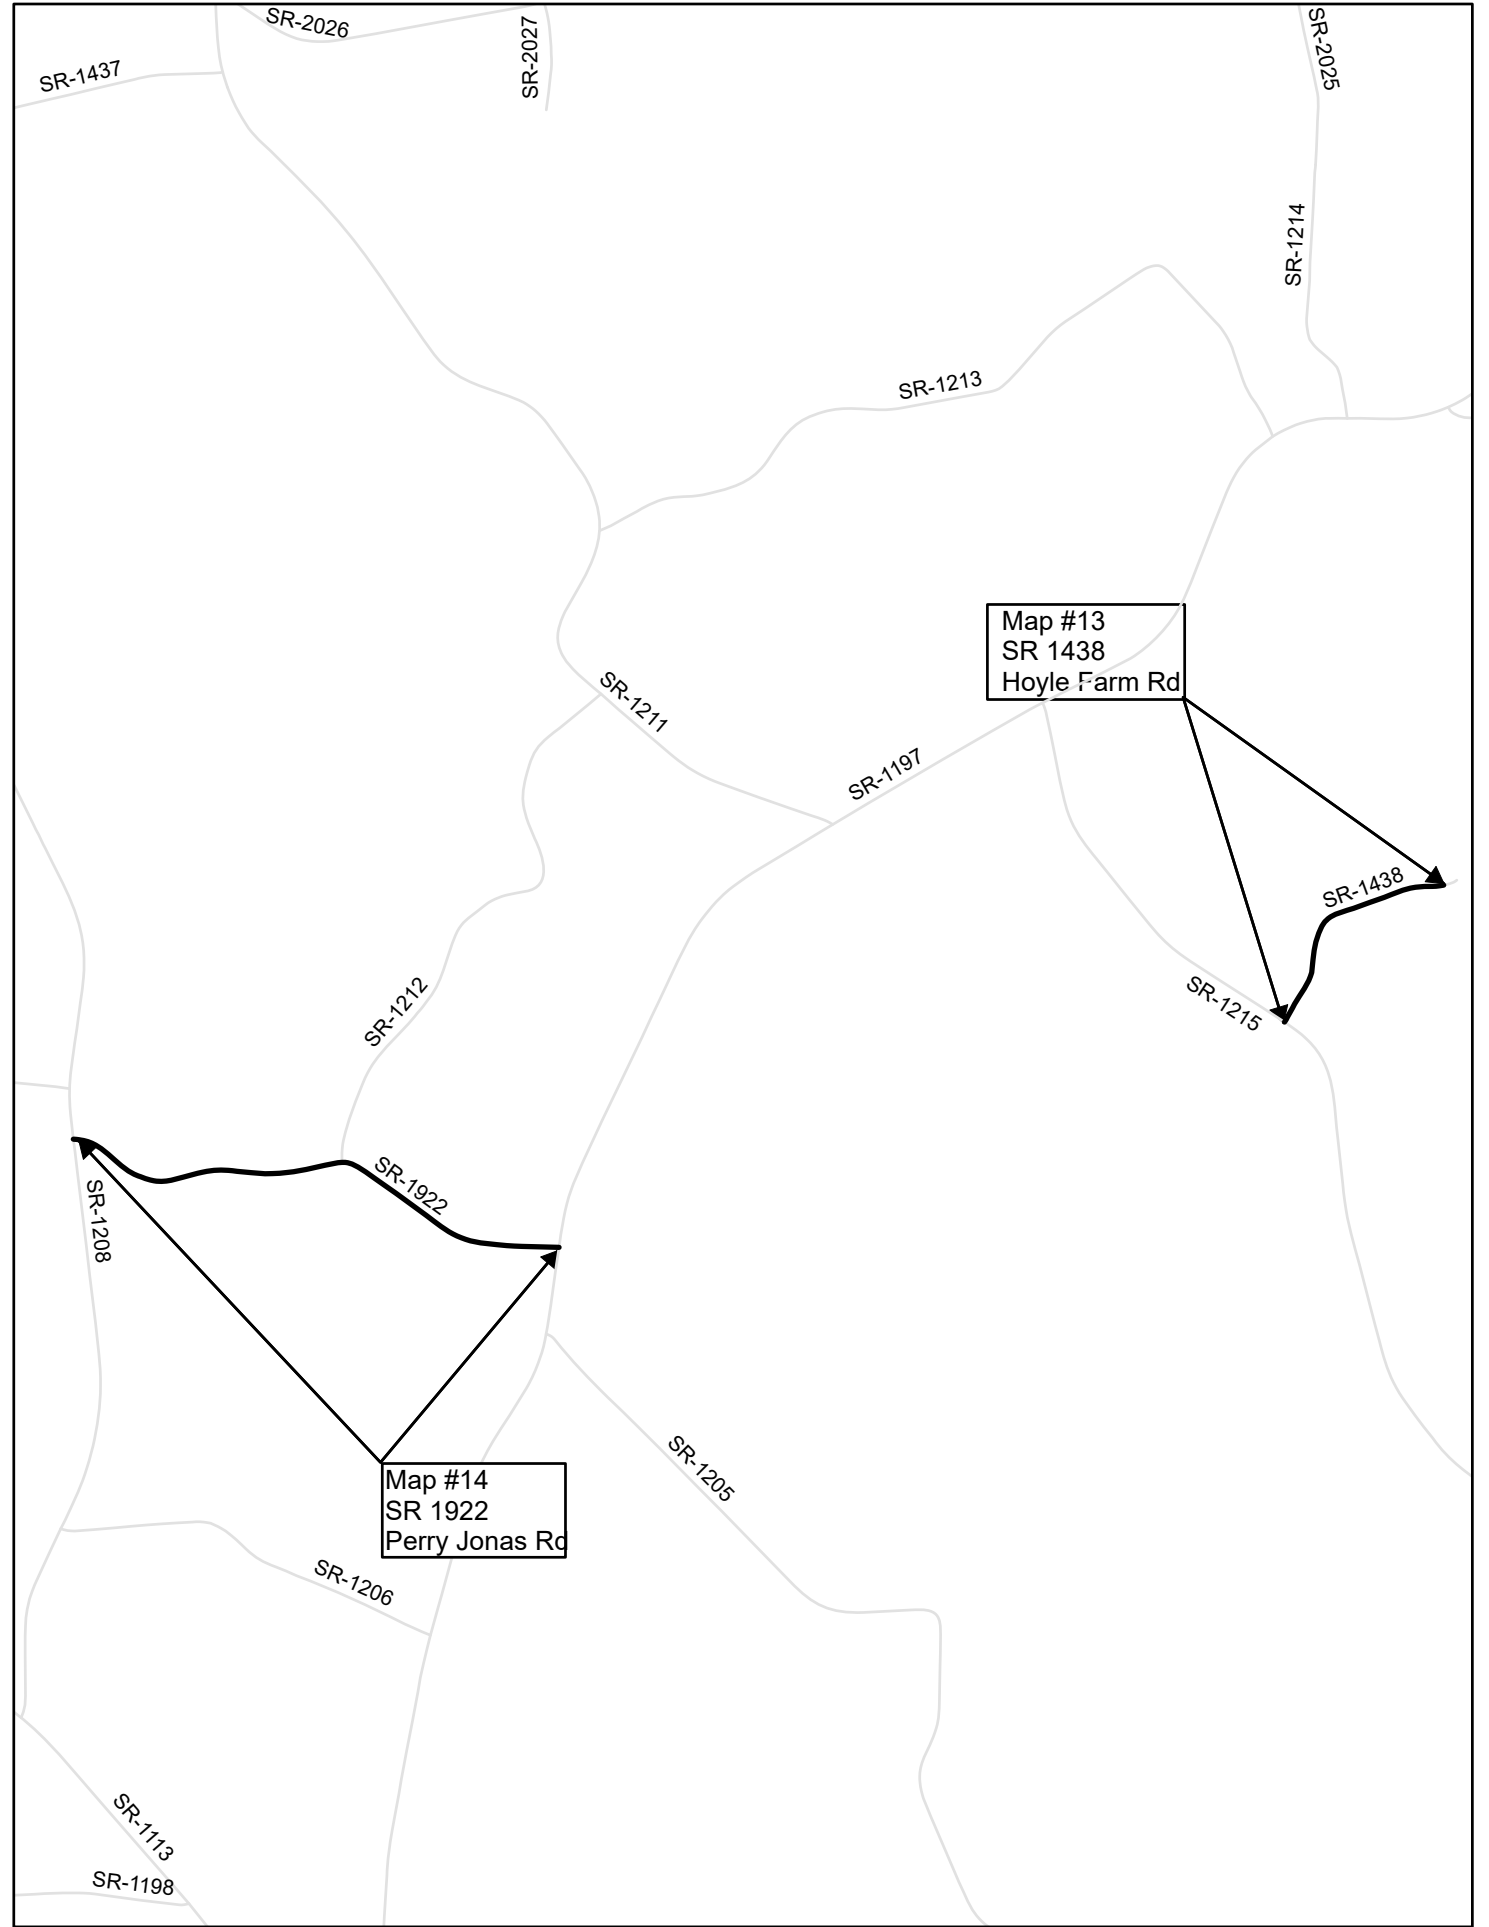 SR-2026
SR-2027
SR-2025
SR-1437
SR-1214
SR-1213
Map #13
SR 1438
Hoyle Farm Rd
SR-1211
SR-1197
SR-1438
SR-1212
SR-1215
SR-1922
SR-1208
SR-1205
Map #14
SR 1922
Perry Jonas Rd
SR-1206
SR-1113
SR-1198